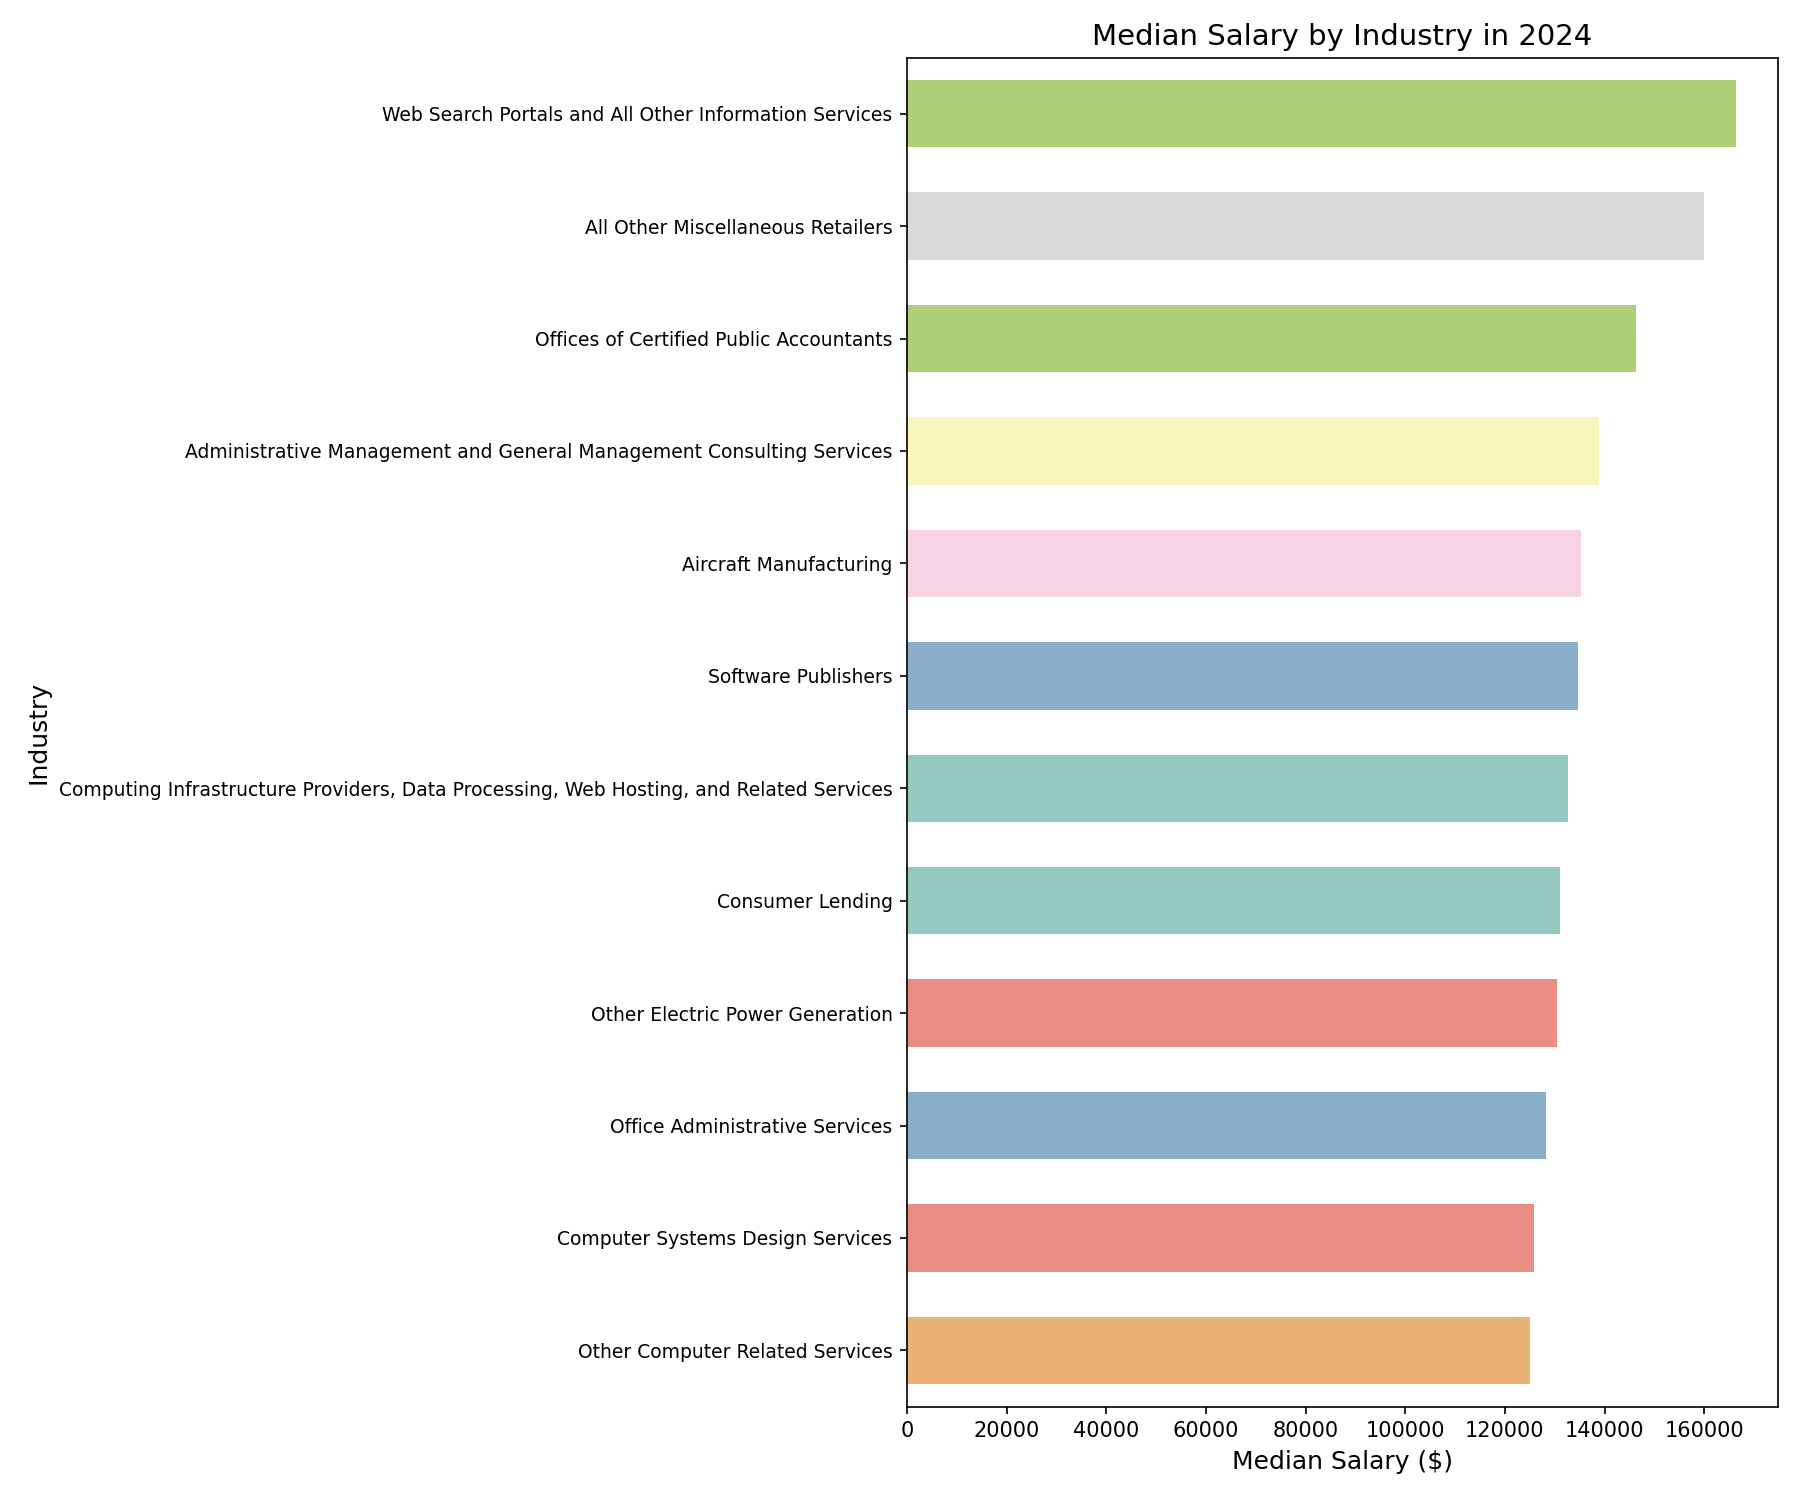 Median Salary by Industry in 2024
Web Search Portals and All Other Information Services
All Other Miscellaneous Retailers
Offices of Certified Public Accountants
Administrative Management and General Management Consulting Services
Aircraft Manufacturing
Software Publishers
Industry
Computing Infrastructure Providers, Data Processing, Web Hosting, and Related Services
Consumer Lending
Other Electric Power Generation
Office Administrative Services
Computer Systems Design Services
Other Computer Related Services
0 20000 40000 60000 80000 100000 120000 140000 160000
Median Salary ($)